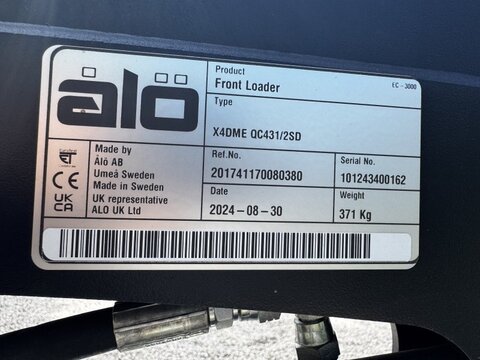 älö
Product
Front Loader
EC - 3000
Type
X4DME QC431/2SD
Made by
Älö AB
Umeå Sweden
Made in Sweden
UK representative
ALO UK Ltd
CE
UK
CA
Ref.No.
201741170080380
Serial No.
101243400162
Date
2024-08-30
Weight
371 Kg